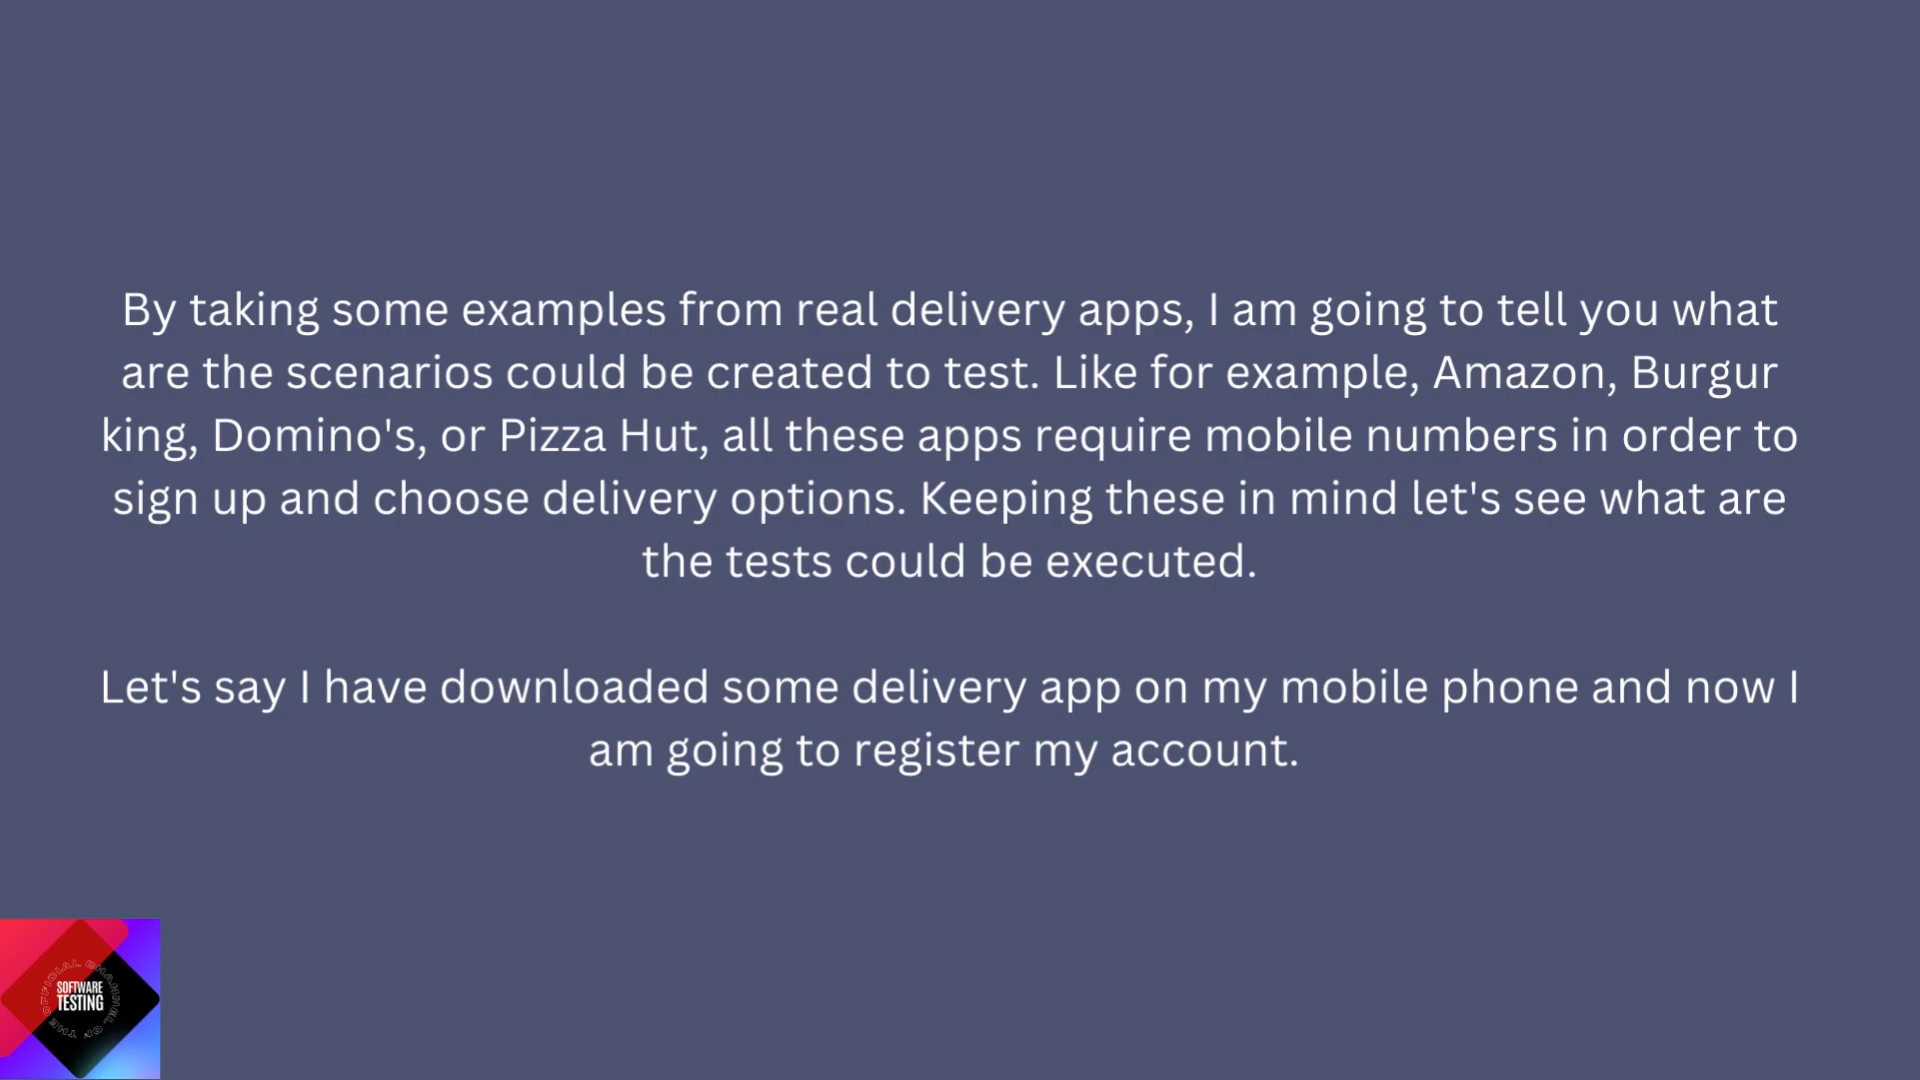 By taking some examples from real delivery apps, I am going to tell you what
are the scenarios could be created to test. Like for example, Amazon, Burgur
king, Domino's, or Pizza Hut, all these apps require mobile numbers in order to
sign up and choose delivery options. Keeping these in mind let's see what are
the tests could be executed.
Let's say I have downloaded some delivery app on my mobile phone and now I
am going to register my account.
SOFTWARE
TESTING